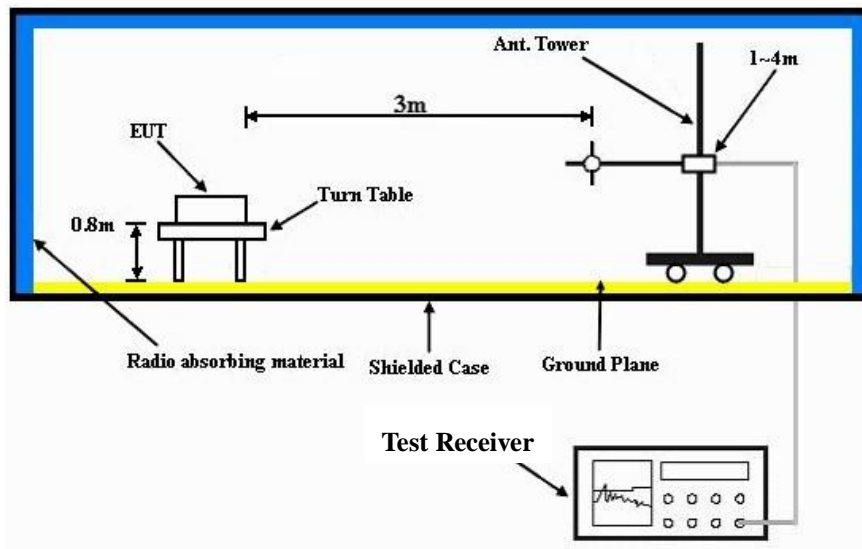 Ant. Tower
1~4m
3m
EUT
Turn Table
0.8m
Radio absorbing material
Shielded Case
Ground Plane
Test Receiver